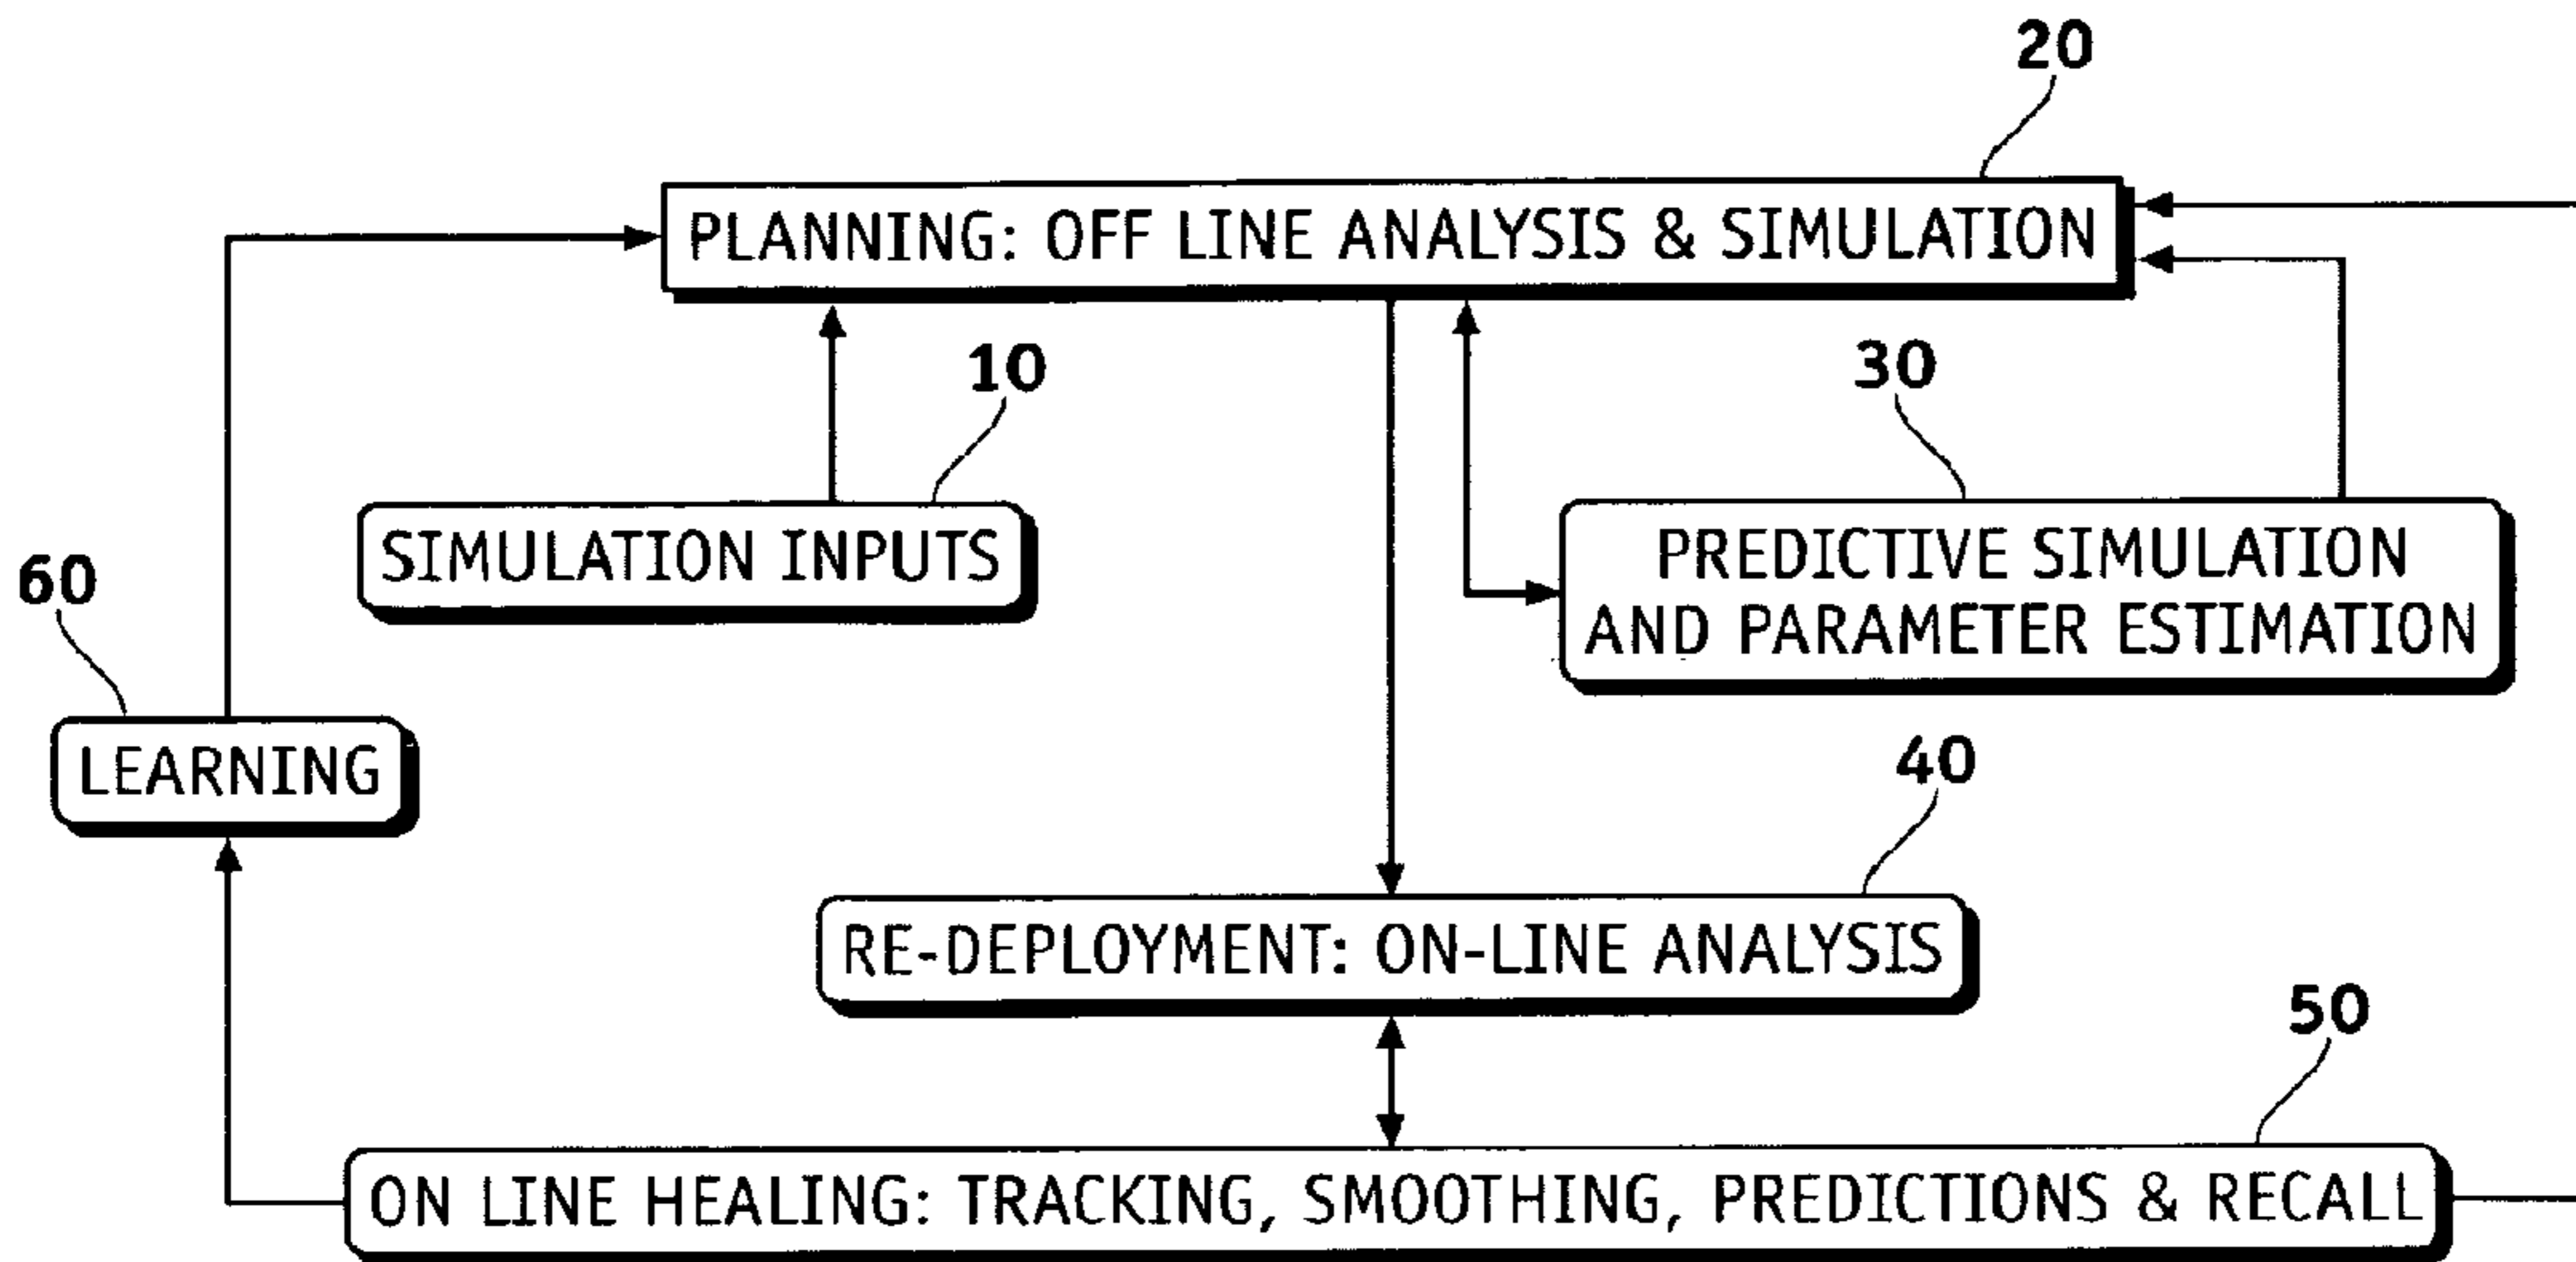 20
PLANNING: OFF LINE ANALYSIS & SIMULATION
10
30
SIMULATION INPUTS
PREDICTIVE SIMULATION
AND PARAMETER ESTIMATION
60
LEARNING
40
RE-DEPLOYMENT: ON-LINE ANALYSIS
50
ON LINE HEALING: TRACKING, SMOOTHING, PREDICTIONS & RECALL